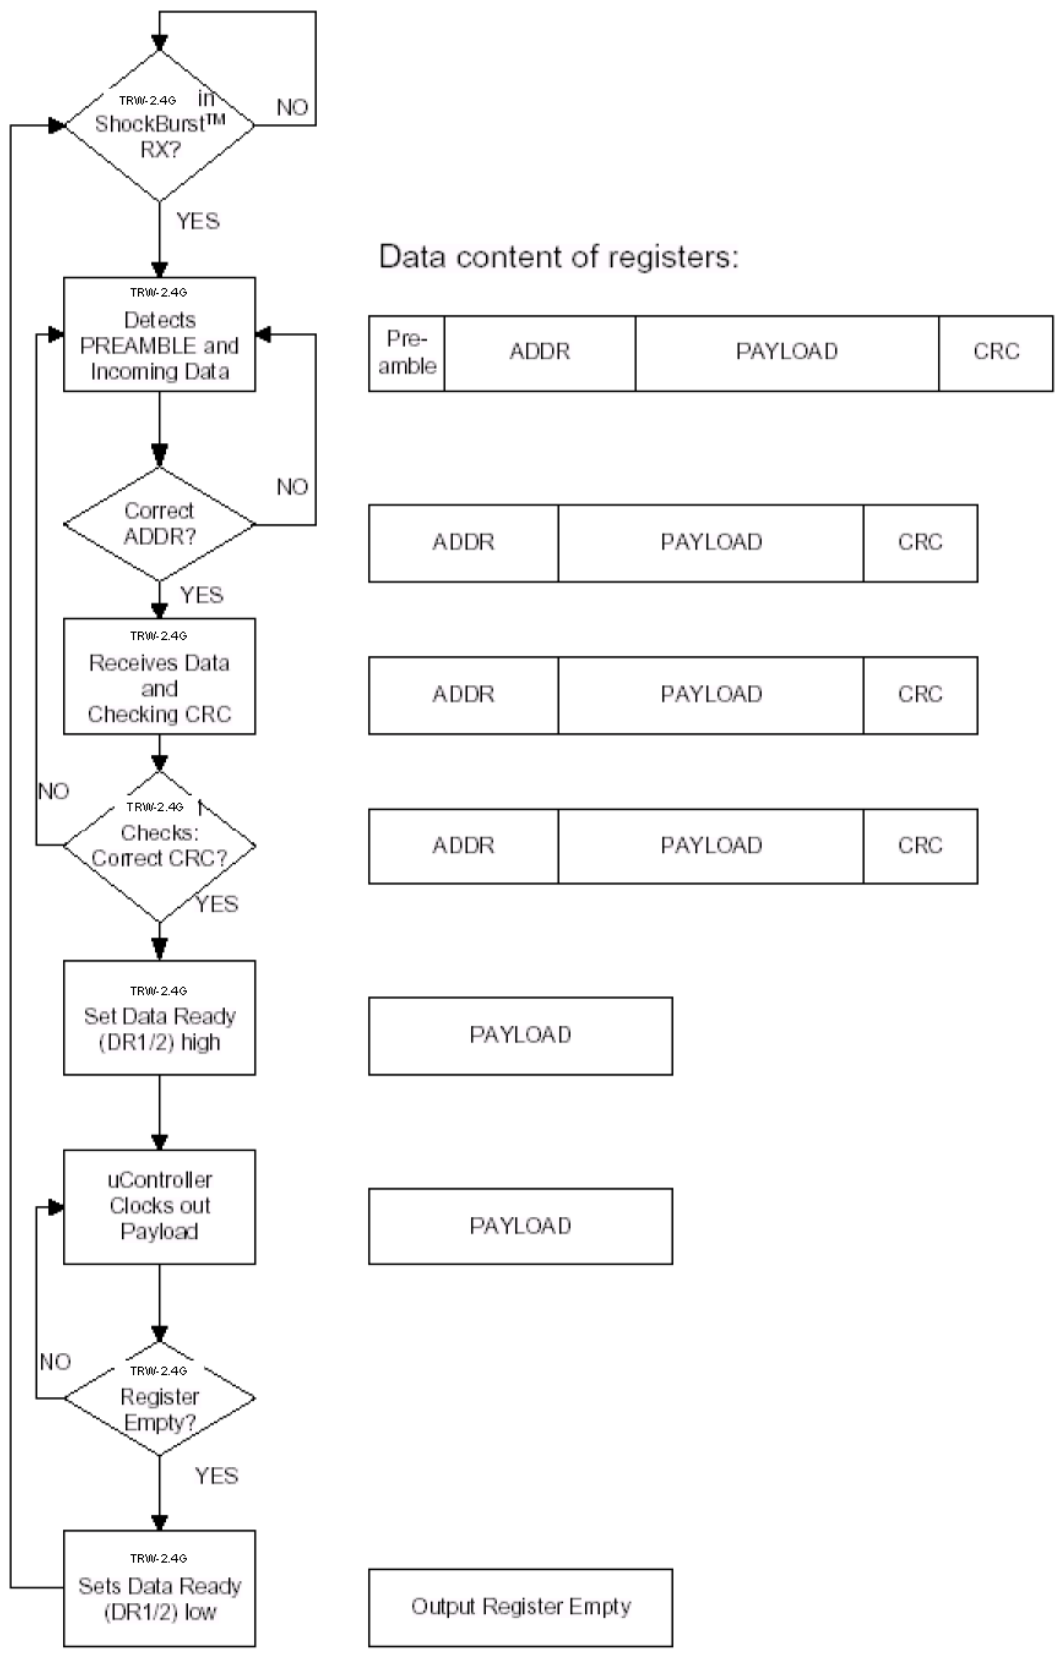 TRW-2.4G in
ShockBurst™
RX?
NO
YES
Data content of registers:
TRW-2.4G
Detects
PREAMBLE and
Incoming Data
Pre-
amble
ADDR
PAYLOAD
CRC
NO
Correct
ADDR?
ADDR
PAYLOAD
CRC
YES
TRW-2.4G
Receives Data
and
Checking CRC
ADDR
PAYLOAD
CRC
NO
TRW-2.4G
Checks:
Correct CRC?
ADDR
PAYLOAD
CRC
YES
TRW-2.4G
Set Data Ready
(DR1/2) high
PAYLOAD
uController
Clocks out
Payload
PAYLOAD
NO
TRW-2.4G
Register
Empty?
YES
TRW-2.4G
Sets Data Ready
(DR1/2) low
Output Register Empty